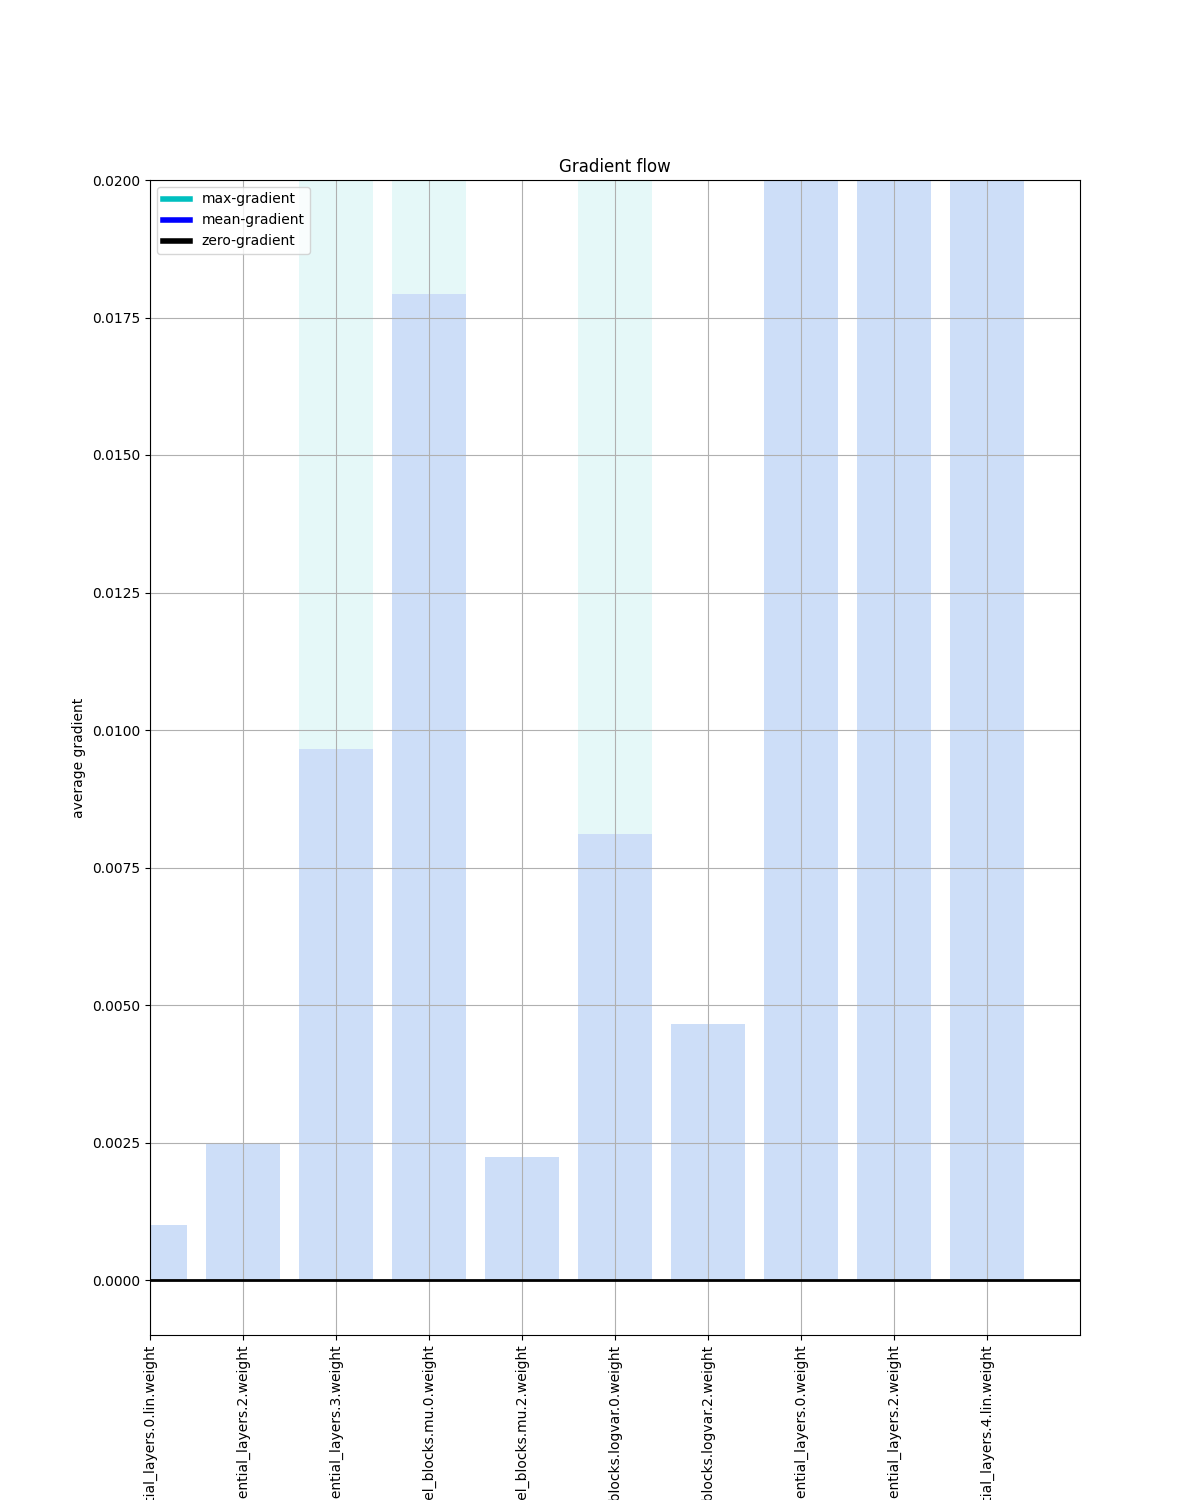 Gradient flow
max-gradient
mean-gradient
zero-gradient
average gradient
0.0200
0.0175
0.0150
0.0125
0.0100
0.0075
0.0050
0.0025
0.0000
tial_layers.0.lin.weight
ential_layers.2.weight
ential_layers.3.weight
el_blocks.mu.0.weight
el_blocks.mu.2.weight
blocks.logvar.0.weight
blocks.logvar.2.weight
ential_layers.0.weight
ential_layers.2.weight
tial_layers.4.lin.weight